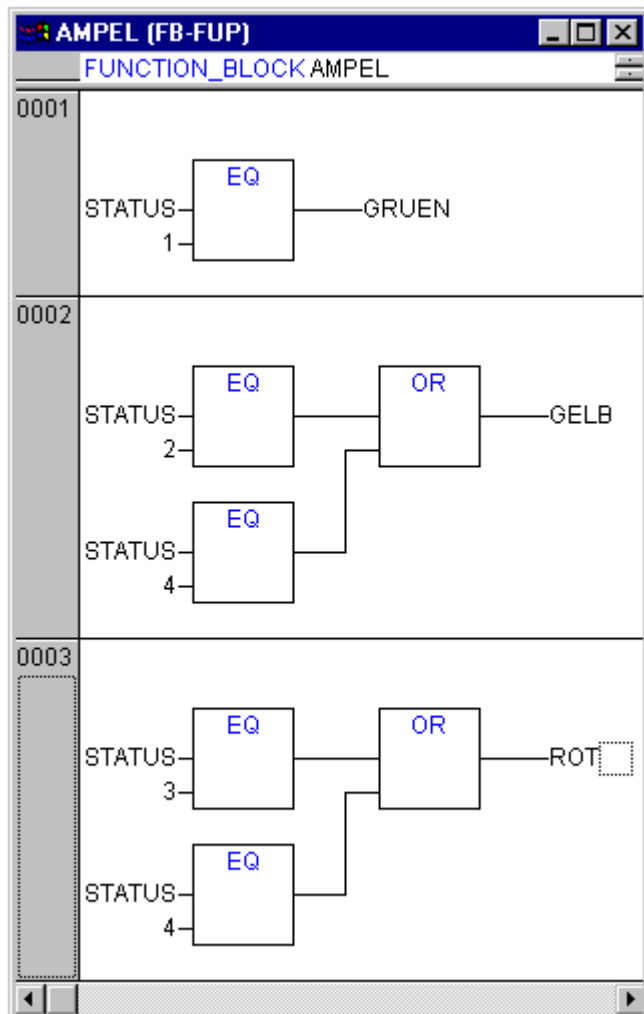 AMPEL (FB-FUP)
FUNCTION_BLOCK AMPEL
0001
EQ
STATUS
GRUEN
1
0002
EQ
OR
STATUS
GELB
2
EQ
STATUS
4
0003
EQ
OR
STATUS
ROT
3
EQ
STATUS
4